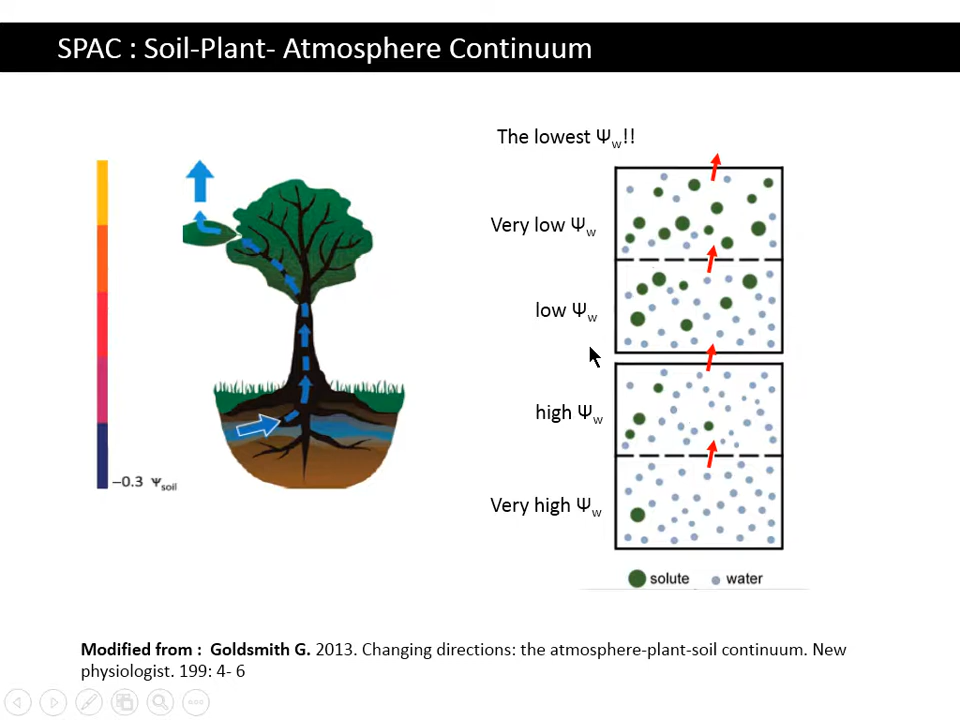 SPAC : Soil-Plant- Atmosphere Continuum
The lowest Ψw!!
Very low Ψw
low Ψw
high Ψw
Very high Ψw
−0.3 Ψsoil
solute water
Modified from : Goldsmith G. 2013. Changing directions: the atmosphere-plant-soil continuum. New
physiologist. 199: 4- 6